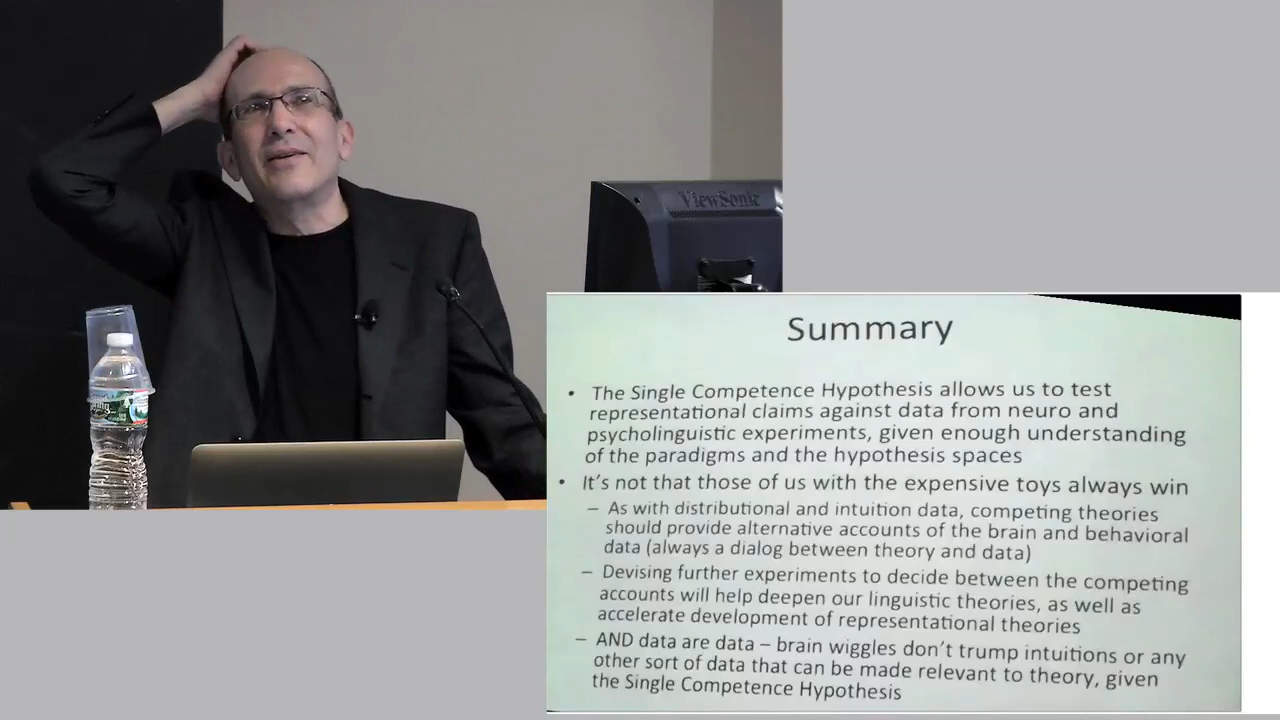 ViewSonic
Summary
• The Single Competence Hypothesis allows us to test
representational claims against data from neuro and
psycholinguistic experiments, given enough understanding
of the paradigms and the hypothesis spaces
• It's not that those of us with the expensive toys always win
– As with distributional and intuition data, competing theories
should provide alternative accounts of the brain and behavioral
data (always a dialog between theory and data)
– Devising further experiments to decide between the competing
accounts will help deepen our linguistic theories, as well as
accelerate development of representational theories
– AND data are data – brain wiggles don't trump intuitions or any
other sort of data that can be made relevant to theory, given
the Single Competence Hypothesis